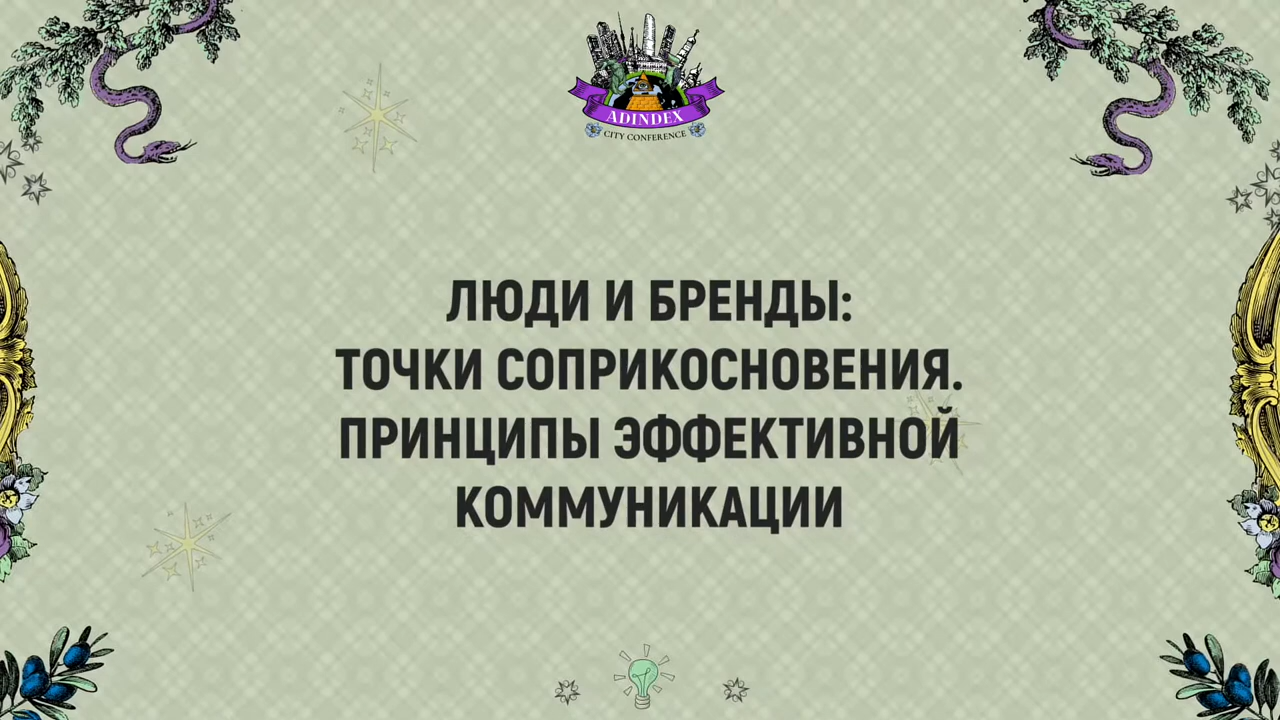 ADINDEX
CITY CONFERENCE
ЛЮДИ И БРЕНДЫ:
ТОЧКИ СОПРИКОСНОВЕНИЯ.
ПРИНЦИПЫ ЭФФЕКТИВНОЙ
КОММУНИКАЦИИ